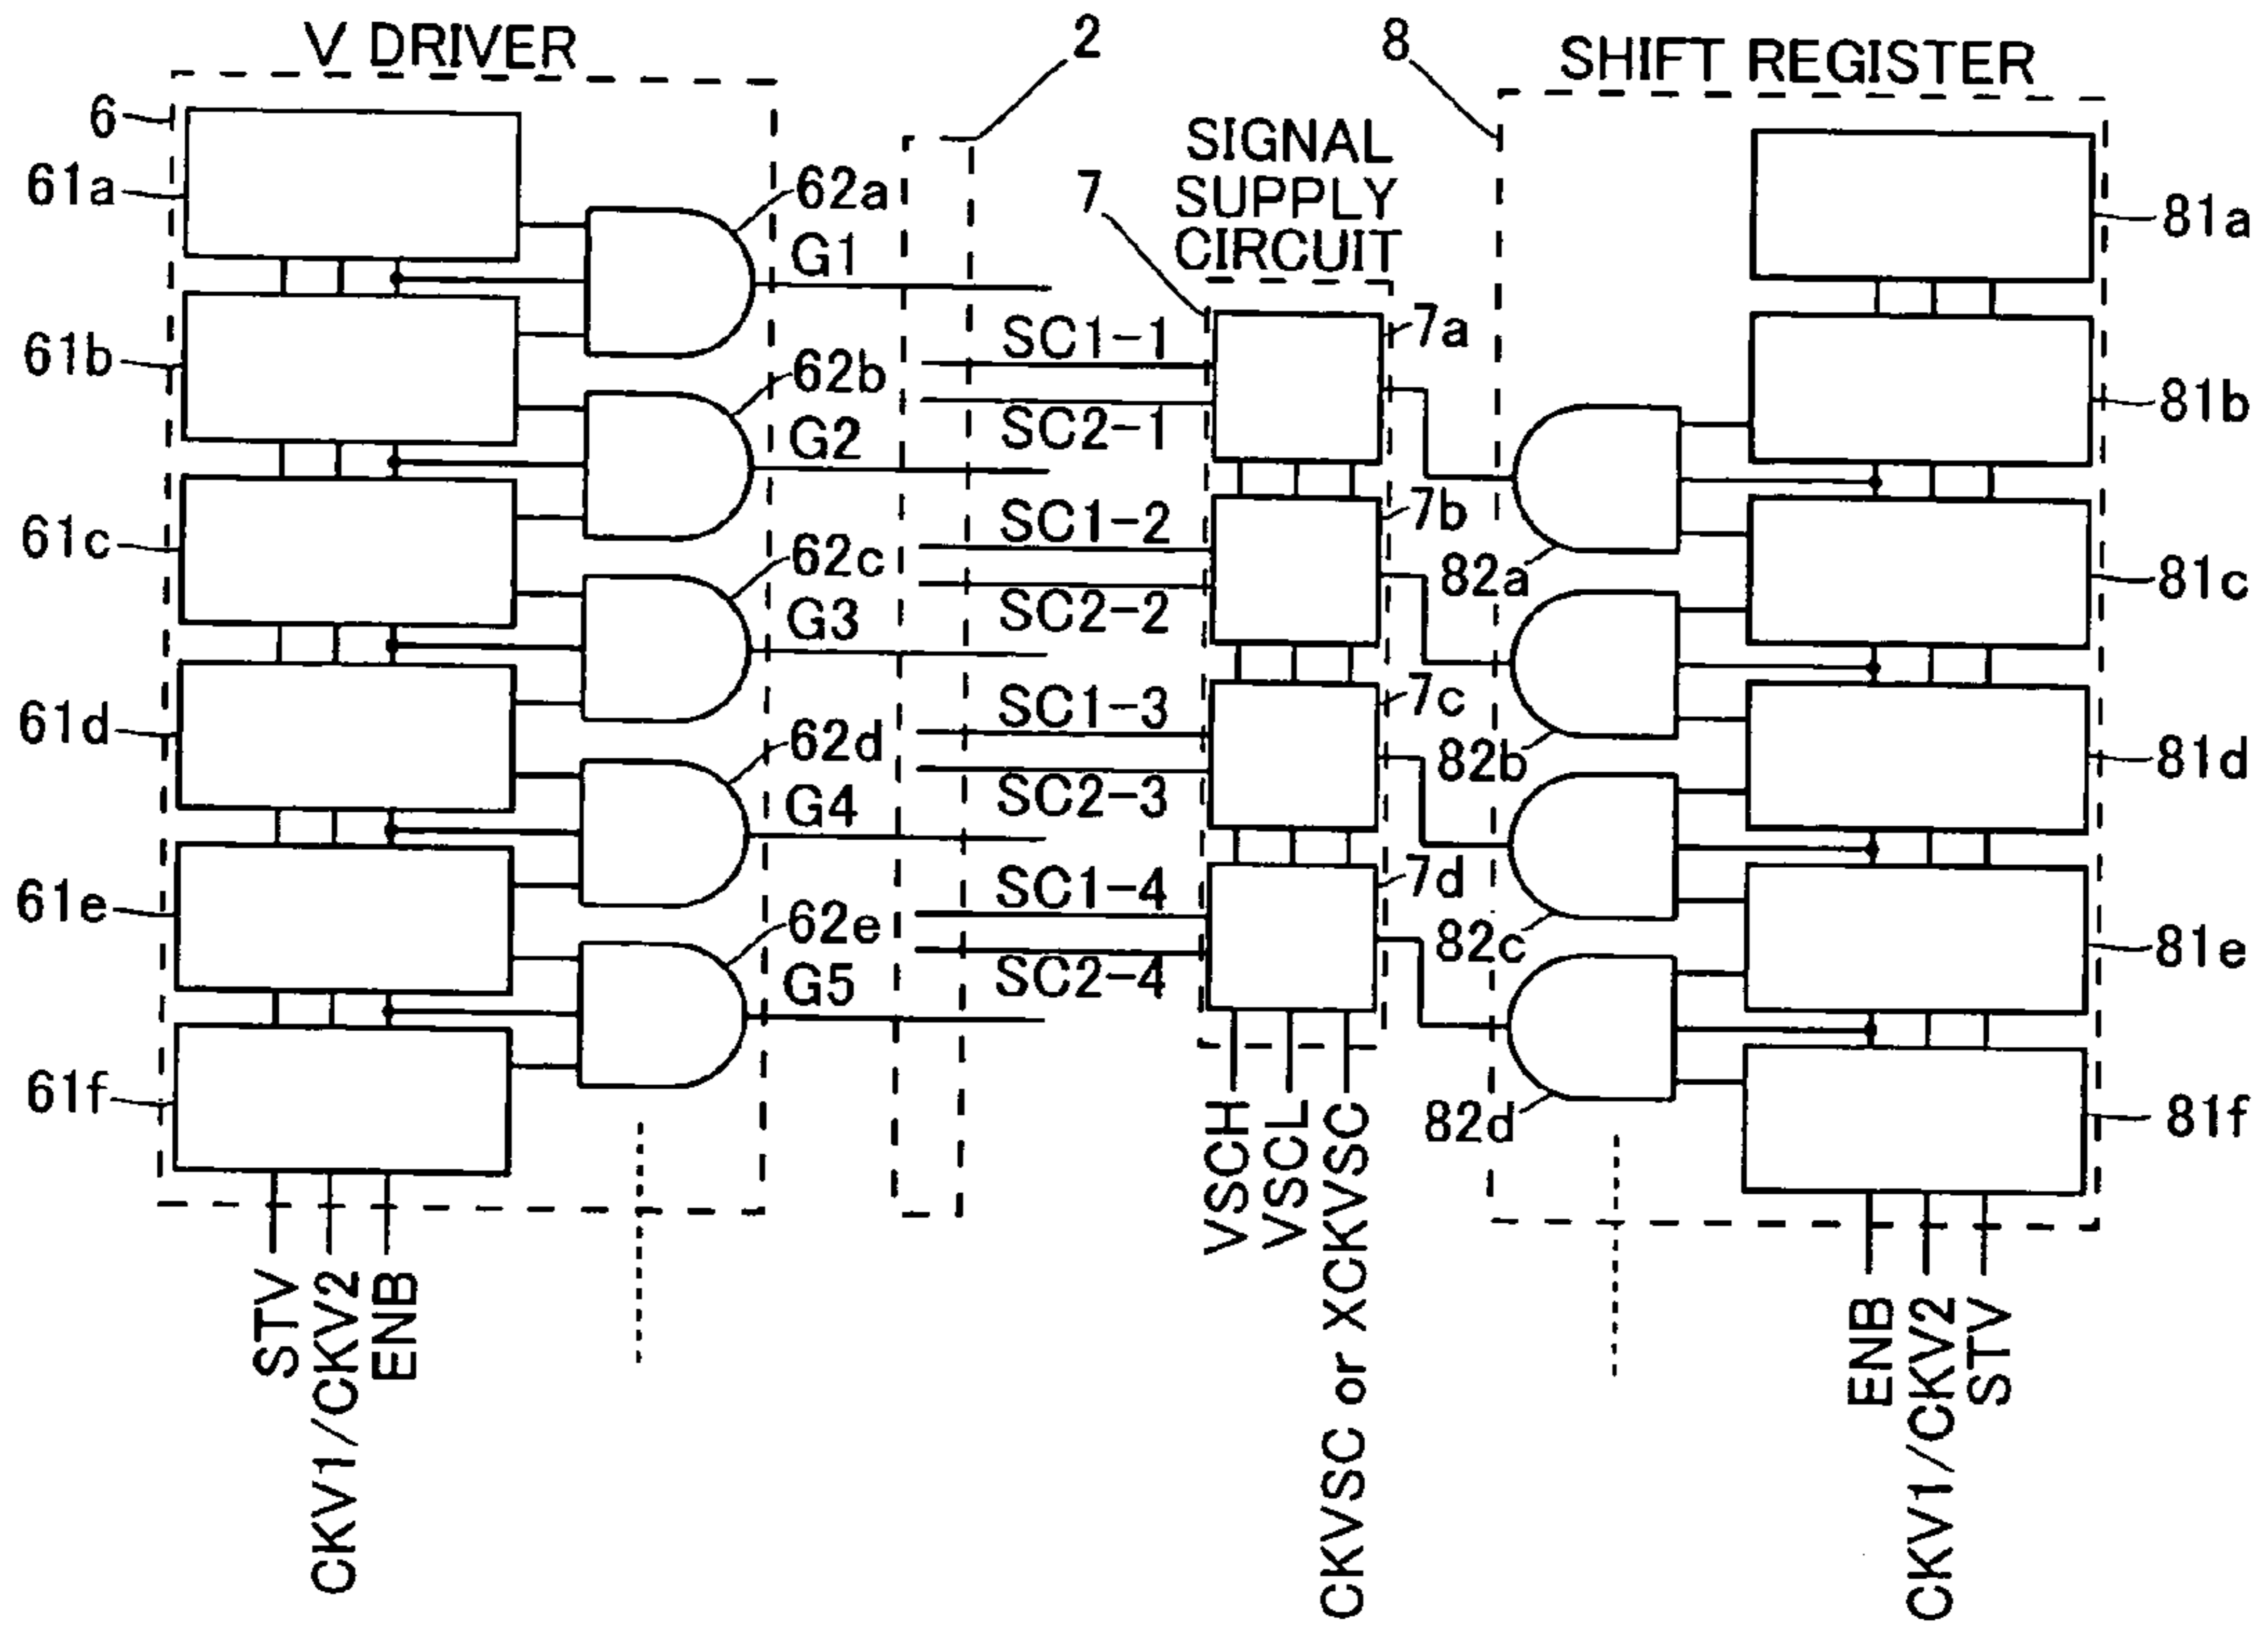 V DRIVER
2
8
SHIFT REGISTER
6
SIGNAL
SUPPLY
CIRCUIT
7
61a
62a
81a
G1
SC1-1
7a
61b
62b
81b
G2
SC2-1
SC1-2
7b
61c
62c
82a
81c
G3
SC2-2
SC1-3
7c
61d
62d
82b
81d
G4
SC2-3
SC1-4
7d
61e
62e
82c
81e
G5
SC2-4
61f
82d
81f
STV
CKV1/CKV2
ENB
VSCH
VSCL
CKVSC or XCKVSC
ENB
CKV1/CKV2
STV